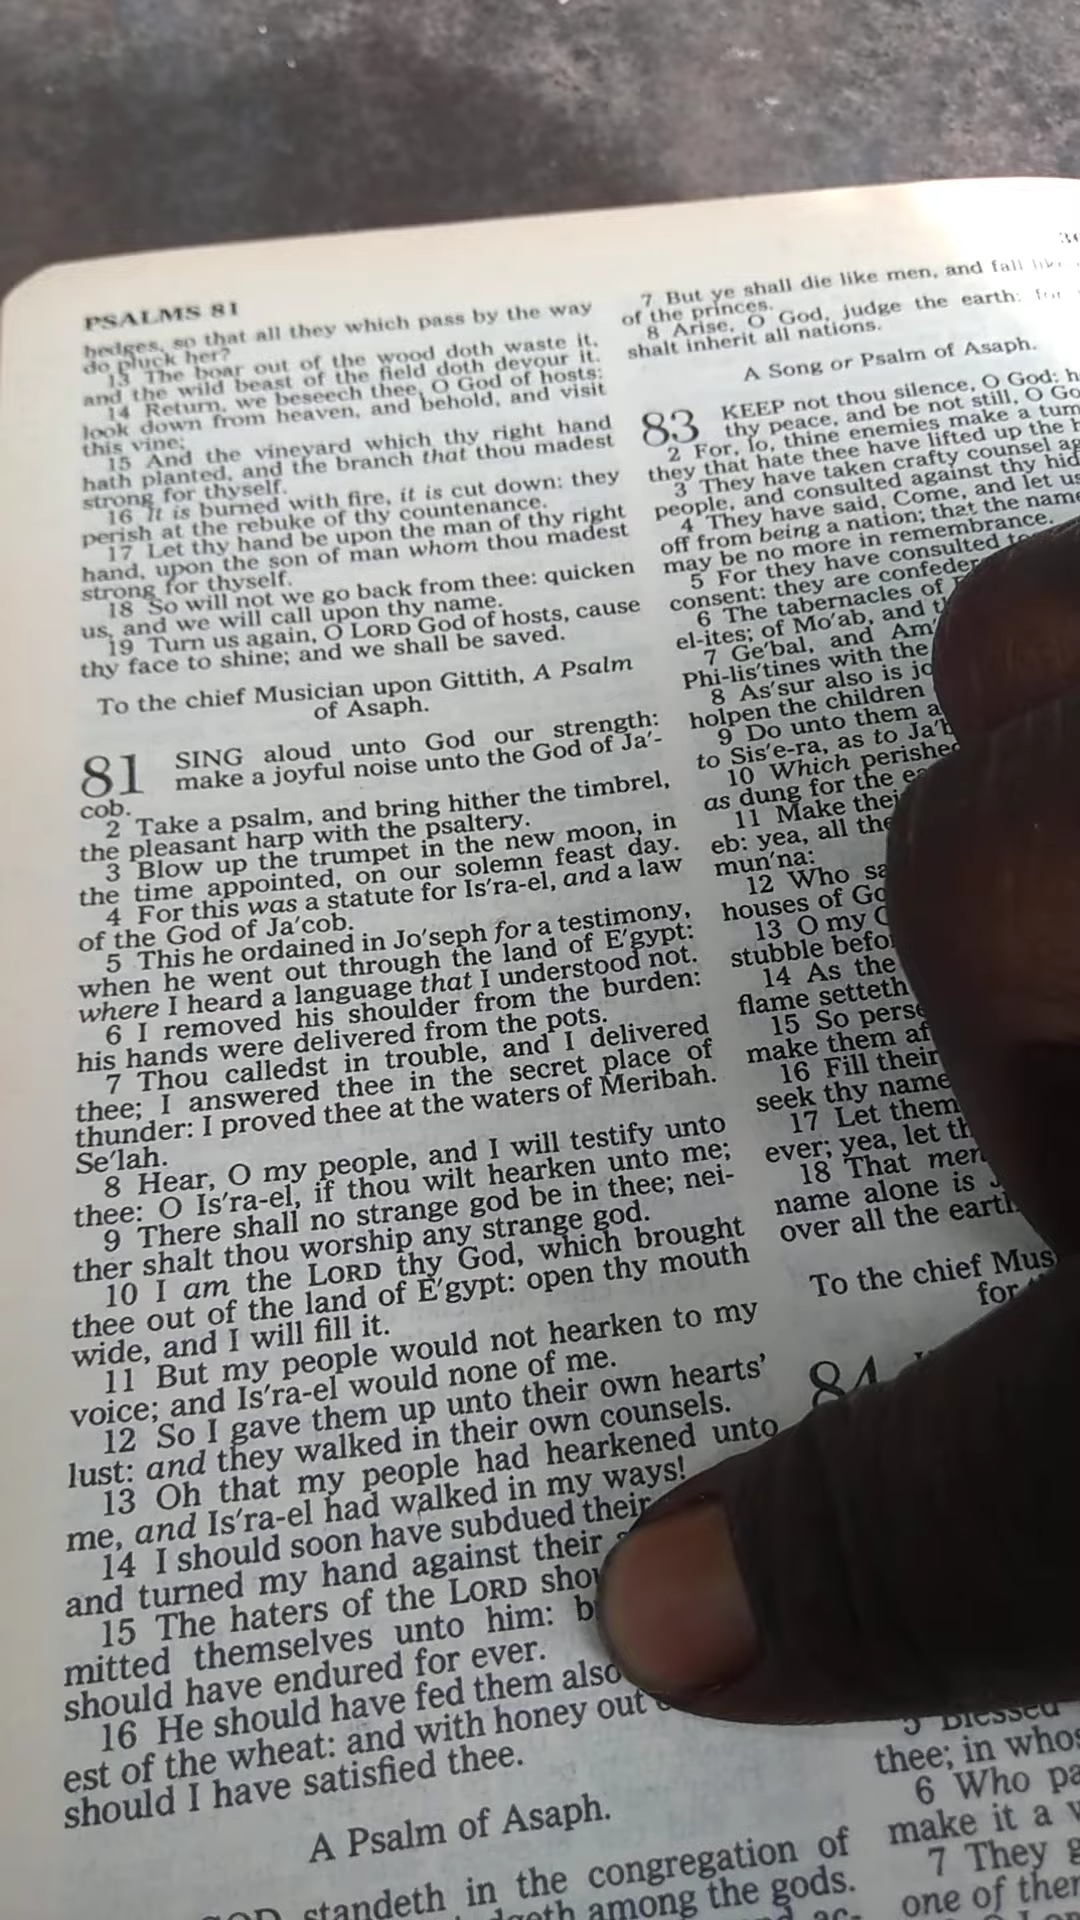 PSALMS 81
hedges, so that all they which pass by the way
do pluck her?
13 The boar out of the wood doth waste it,
and the wild beast of the field doth devour it.
14 Return, we beseech thee, O God of hosts:
look down from heaven, and behold, and visit
this vine;
15 And the vineyard which thy right hand
hath planted, and the branch that thou madest
strong for thyself.
16 It is burned with fire, it is cut down: they
perish at the rebuke of thy countenance.
17 Let thy hand be upon the man of thy right
hand, upon the son of man whom thou madest
strong for thyself.
18 So will not we go back from thee: quicken
us, and we will call upon thy name.
19 Turn us again, O LORD God of hosts, cause
thy face to shine; and we shall be saved.
To the chief Musician upon Gittith, A Psalm
of Asaph.
81 SING aloud unto God our strength:
make a joyful noise unto the God of Ja'-
cob.
2 Take a psalm, and bring hither the timbrel,
the pleasant harp with the psaltery.
3 Blow up the trumpet in the new moon, in
the time appointed, on our solemn feast day.
4 For this was a statute for Is'ra-el, and a law
of the God of Ja'cob.
5 This he ordained in Jo'seph for a testimony,
when he went out through the land of E'gypt:
where I heard a language that I understood not.
6 I removed his shoulder from the burden:
his hands were delivered from the pots.
7 Thou calledst in trouble, and I delivered
thee; I answered thee in the secret place of
thunder: I proved thee at the waters of Meribah.
Se'lah.
8 Hear, O my people, and I will testify unto
thee: O Is'ra-el, if thou wilt hearken unto me;
9 There shall no strange god be in thee; nei-
ther shalt thou worship any strange god.
10 I am the LORD thy God, which brought
thee out of the land of E'gypt: open thy mouth
wide, and I will fill it.
11 But my people would not hearken to my
voice; and Is'ra-el would none of me.
12 So I gave them up unto their own hearts'
lust: and they walked in their own counsels.
13 Oh that my people had hearkened unto
me, and Is'ra-el had walked in my ways!
14 I should soon have subdued their
and turned my hand against their
15 The haters of the LORD
mitted themselves unto him:
should have endured for ever.
16 He should have fed them also
est of the wheat: and with honey out
should I have satisfied thee.
A Psalm of Asaph.
standeth in the congregation of
among the gods.
7 But ye shall die like men, and fall
of the princes.
8 Arise, O God, judge the earth: for
shalt inherit all nations.
A Song or Psalm of Asaph.
83 KEEP not thou silence, O God:
thy peace, and be not still, O
2 For, lo, thine enemies make a
they that hate thee have lifted up the
3 They have taken crafty counsel
people, and consulted against thy
4 They have said, Come, and let us
off from being a nation; that the name
may be no more in remembrance.
5 For they have consulted
consent: they are
6 The tabernacles of
el-ites; of Mo'ab, and
7 Ge'bal, and
Phi-lis'tines with the
8 As'sur also is
holpen the children
9 Do unto them
to Sis'e-ra, as to
10 Which
as dung for the
11 Make
eb: yea, all
mun'na:
12 Who
houses of
13 O my
stubble
14 As the
flame setteth
15 So
make them
16 Fill their
seek thy name
17 Let them
ever; yea, let
18 That
name alone is
over all the
To the chief
for
84
5 Blessed
thee; in
6 Who
make it a
7 They
one of